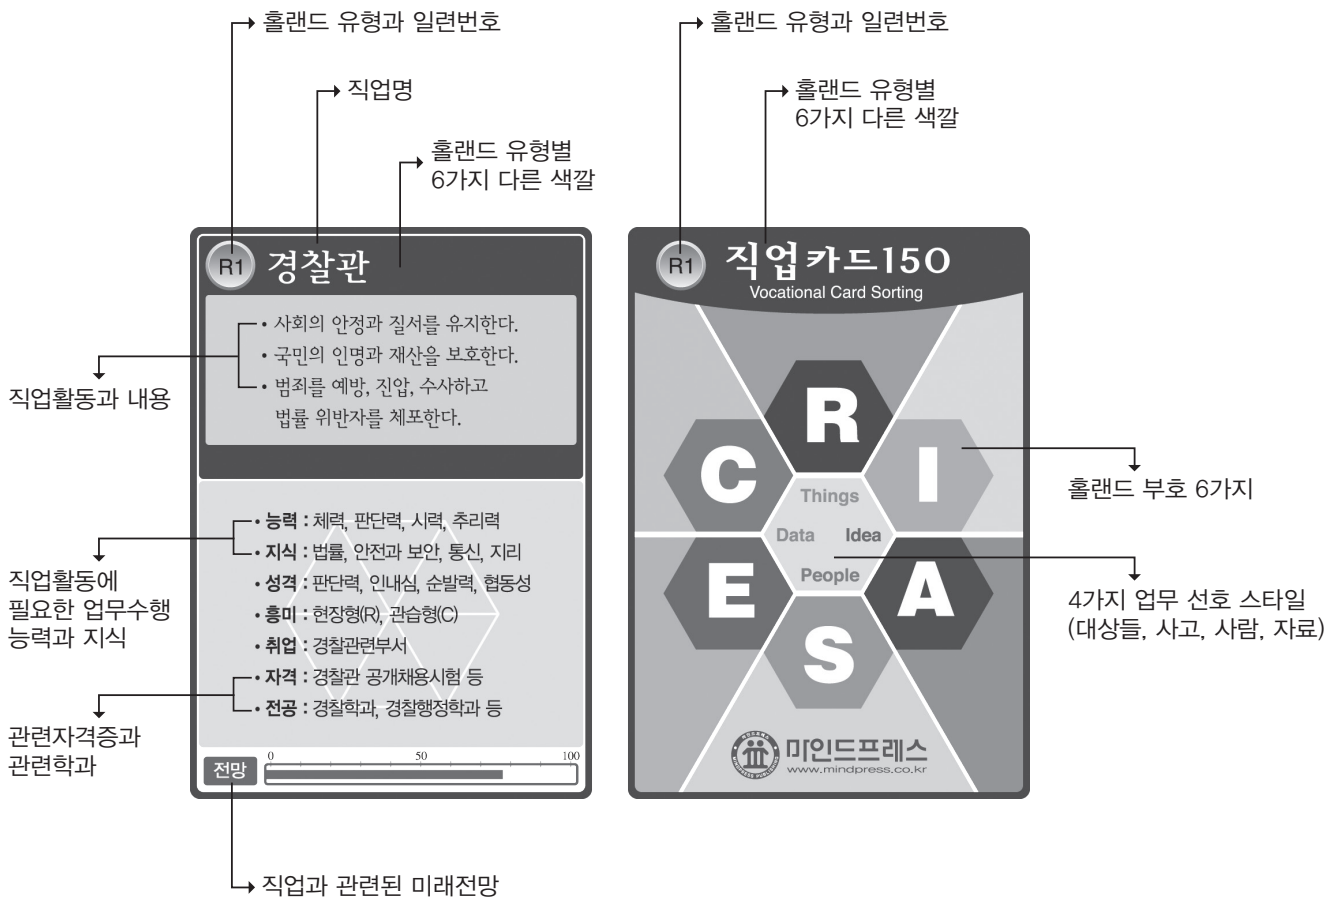 홀랜드 유형과 일련번호
직업명
홀랜드 유형별
6가지 다른 색깔
R1 경찰관
• 사회의 안정과 질서를 유지한다.
• 국민의 인명과 재산을 보호한다.
• 범죄를 예방, 진압, 수사하고
법률 위반자를 체포한다.
직업활동과 내용
• 능력 : 체력, 판단력, 시력, 추리력
• 지식 : 법률, 안전과 보안, 통신, 지리
• 성격 : 판단력, 인내심, 순발력, 협동성
• 흥미 : 현장형(R), 관습형(C)
• 취업 : 경찰관련부서
• 자격 : 경찰관 공개채용시험 등
• 전공 : 경찰학과, 경찰행정학과 등
직업활동에
필요한 업무수행
능력과 지식
관련자격증과
관련학과
전망
0 50 100
직업과 관련된 미래전망
홀랜드 유형과 일련번호
홀랜드 유형별
6가지 다른 색깔
R1 직업카드150
Vocational Card Sorting
R
C
I
Things
Data Idea
People
E
A
S
홀랜드 부호 6가지
4가지 업무 선호 스타일
(대상들, 사고, 사람, 자료)
마인드프레스
www.mindpress.co.kr